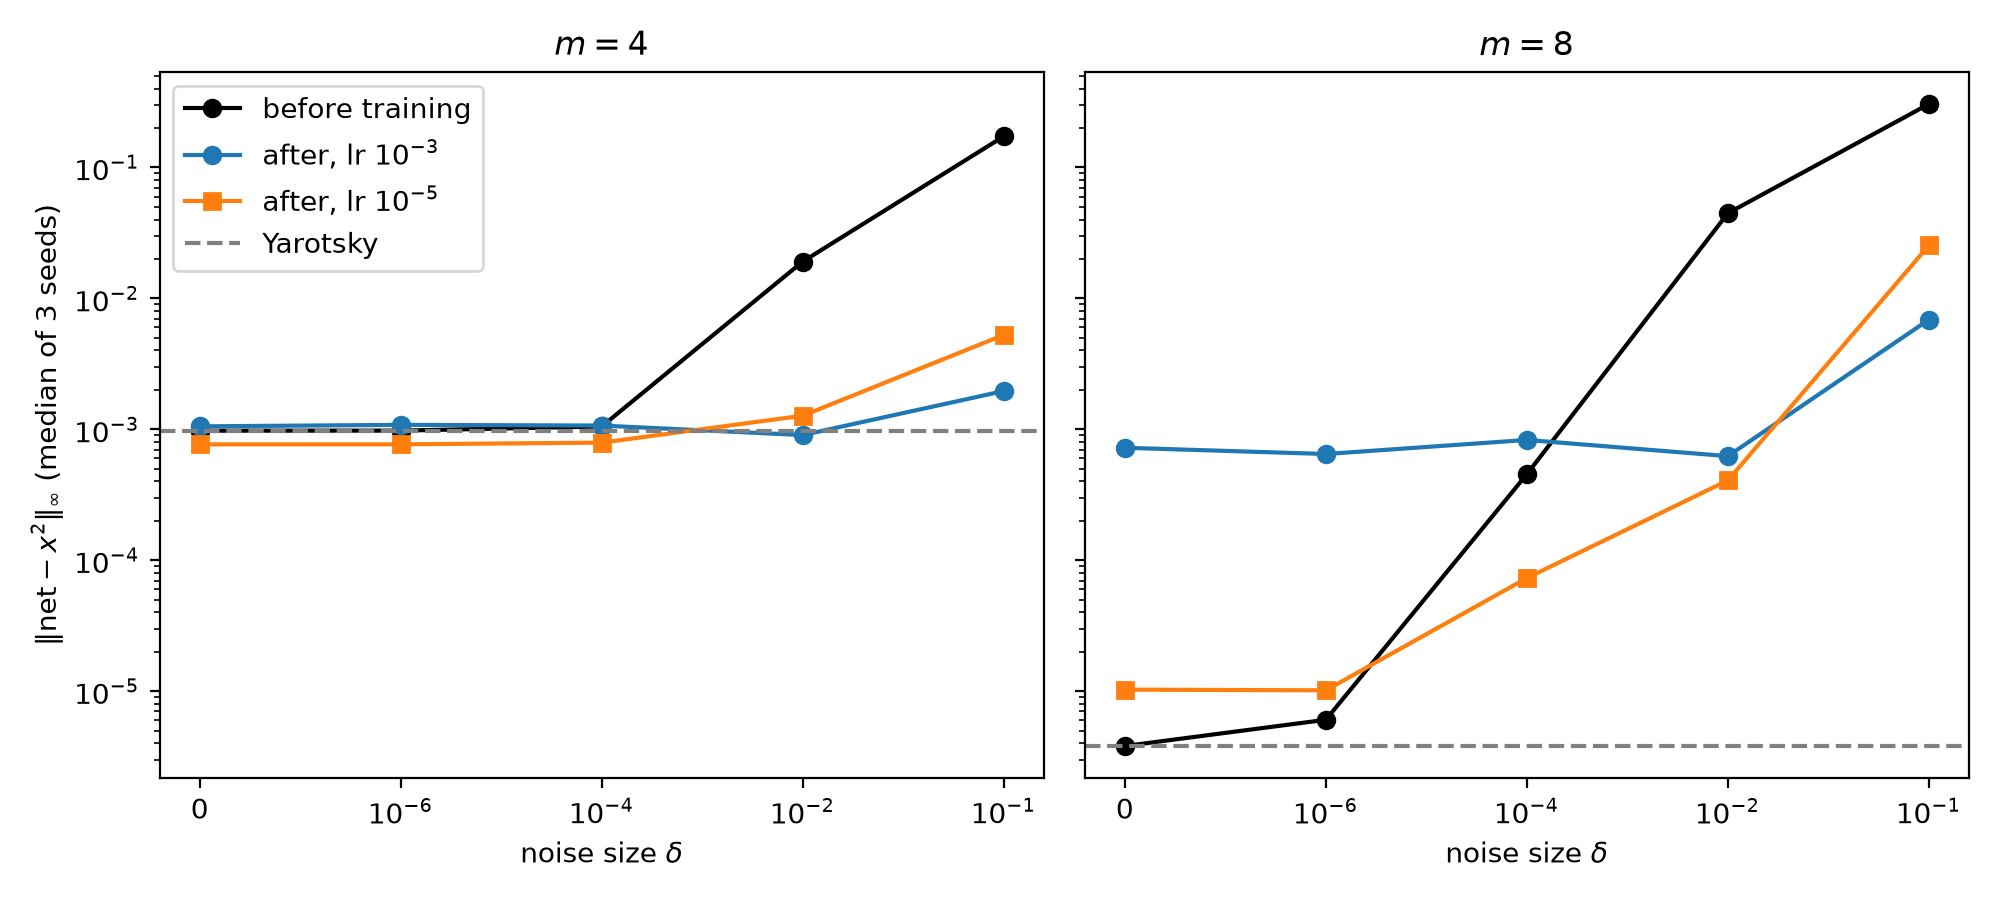 m = 4
m = 8
before training
after, lr 10⁻³
after, lr 10⁻⁵
Yarotsky
‖net − x²‖∞ (median of 3 seeds)
10⁻¹
10⁻²
10⁻³
10⁻⁴
10⁻⁵
0 10⁻⁶ 10⁻⁴ 10⁻² 10⁻¹
0 10⁻⁶ 10⁻⁴ 10⁻² 10⁻¹
noise size δ
noise size δ